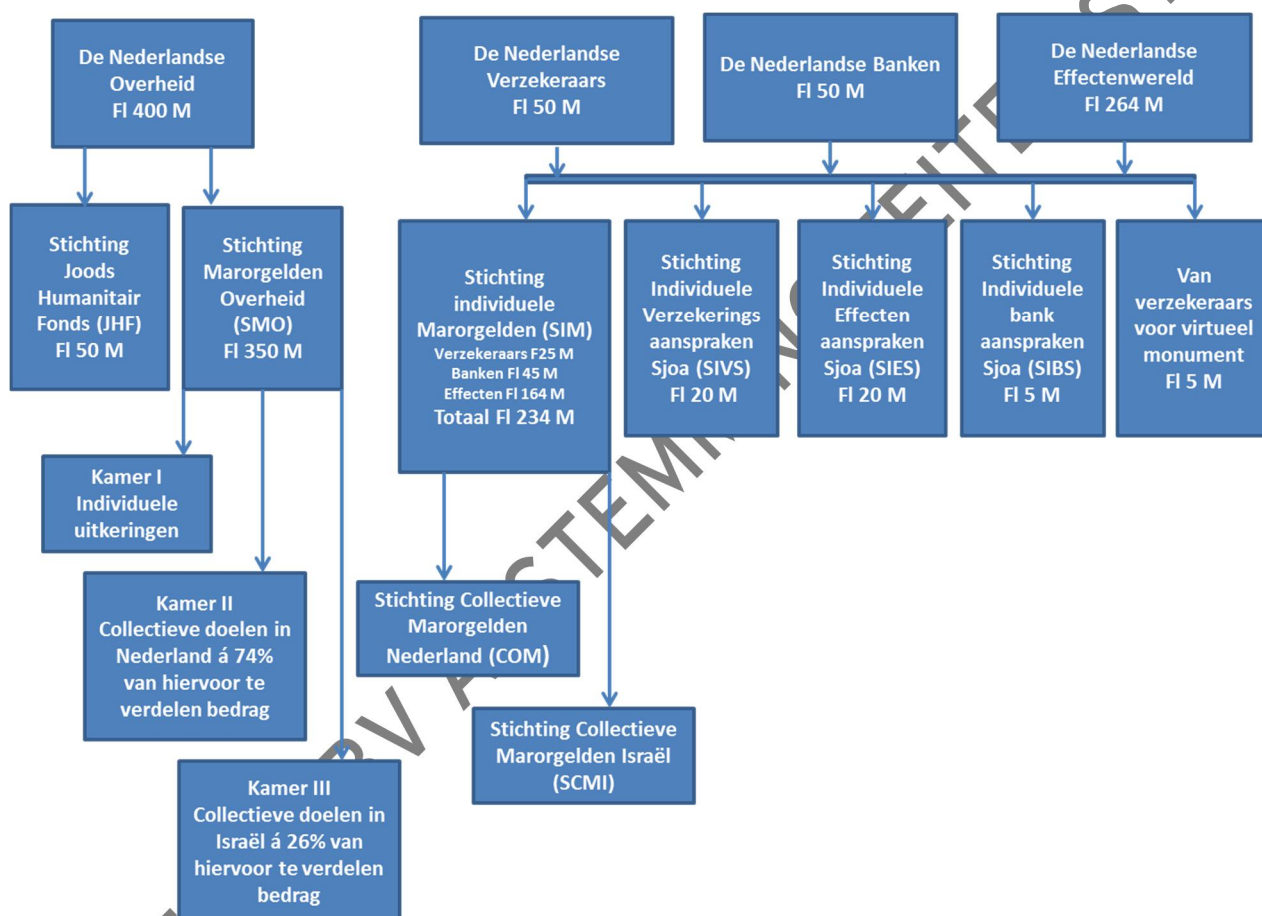 De Nederlandse
Overheid
Fl 400 M
De Nederlandse
Verzekeraars
Fl 50 M
De Nederlandse Banken
Fl 50 M
De Nederlandse
Effectenwereld
Fl 264 M
Stichting
Joods
Humanitair
Fonds (JHF)
Fl 50 M
Stichting
Marorgelden
Overheid
(SMO)
Fl 350 M
Stichting
individuele
Marorgelden (SIM)
Verzekeraars F25 M
Banken Fl 45 M
Effecten Fl 164 M
Totaal Fl 234 M
Stichting
Individuele
Verzekerings
aanspraken
Sjoa (SIVS)
Fl 20 M
Stichting
Individuele
Effecten
aanspraken
Sjoa (SIES)
Fl 20 M
Stichting
Individuele
bank
aanspraken
Sjoa (SIBS)
Fl 5 M
Van
verzekeraars
voor virtueel
monument
Fl 5 M
Kamer I
Individuele
uitkeringen
Kamer II
Collectieve doelen in
Nederland á 74%
van hiervoor te
verdelen bedrag
Kamer III
Collectieve doelen in
Israël á 26% van
hiervoor te verdelen
bedrag
Stichting Collectieve
Marorgelden
Nederland (COM)
Stichting Collectieve
Marorgelden Israël
(SCMI)